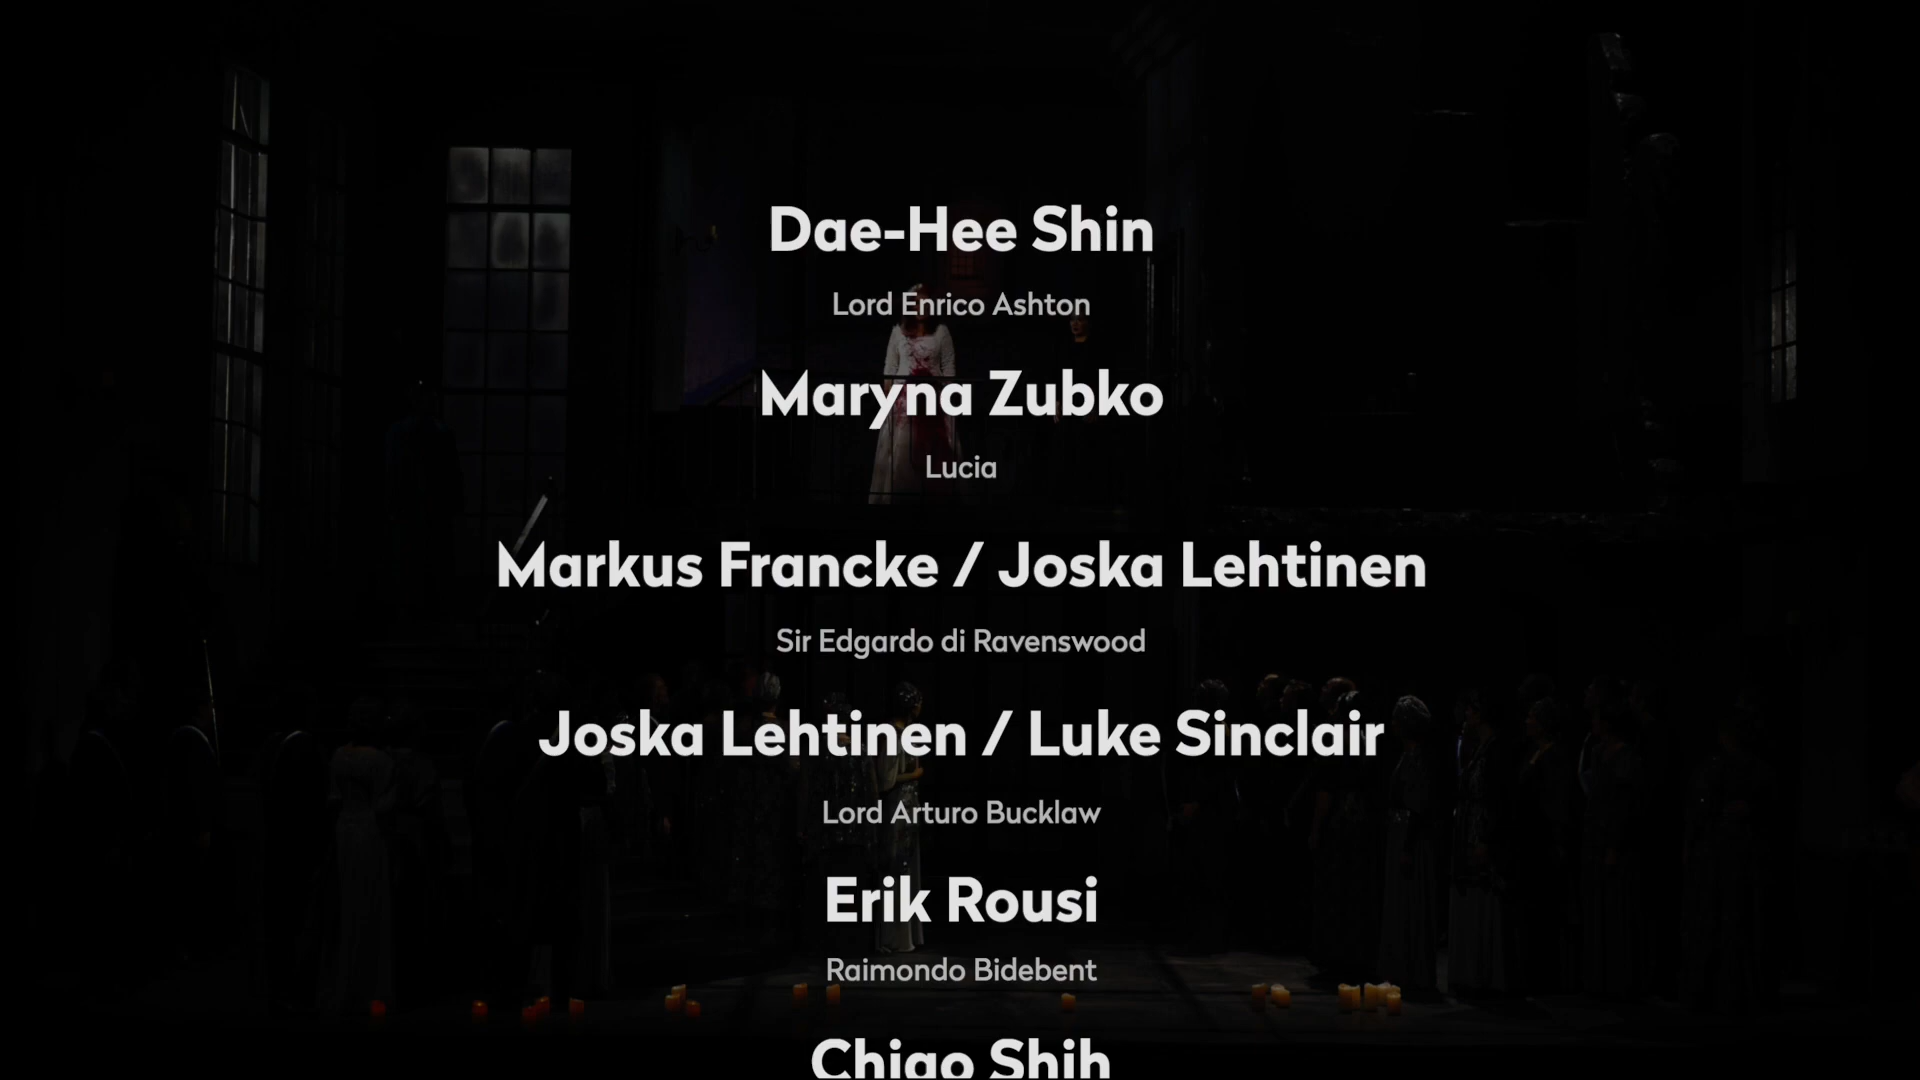 Dae-Hee Shin
Lord Enrico Ashton
Maryna Zubko
Lucia
Markus Francke / Joska Lehtinen
Sir Edgardo di Ravenswood
Joska Lehtinen / Luke Sinclair
Lord Arturo Bucklaw
Erik Rousi
Raimondo Bidebent
Chiao Shih